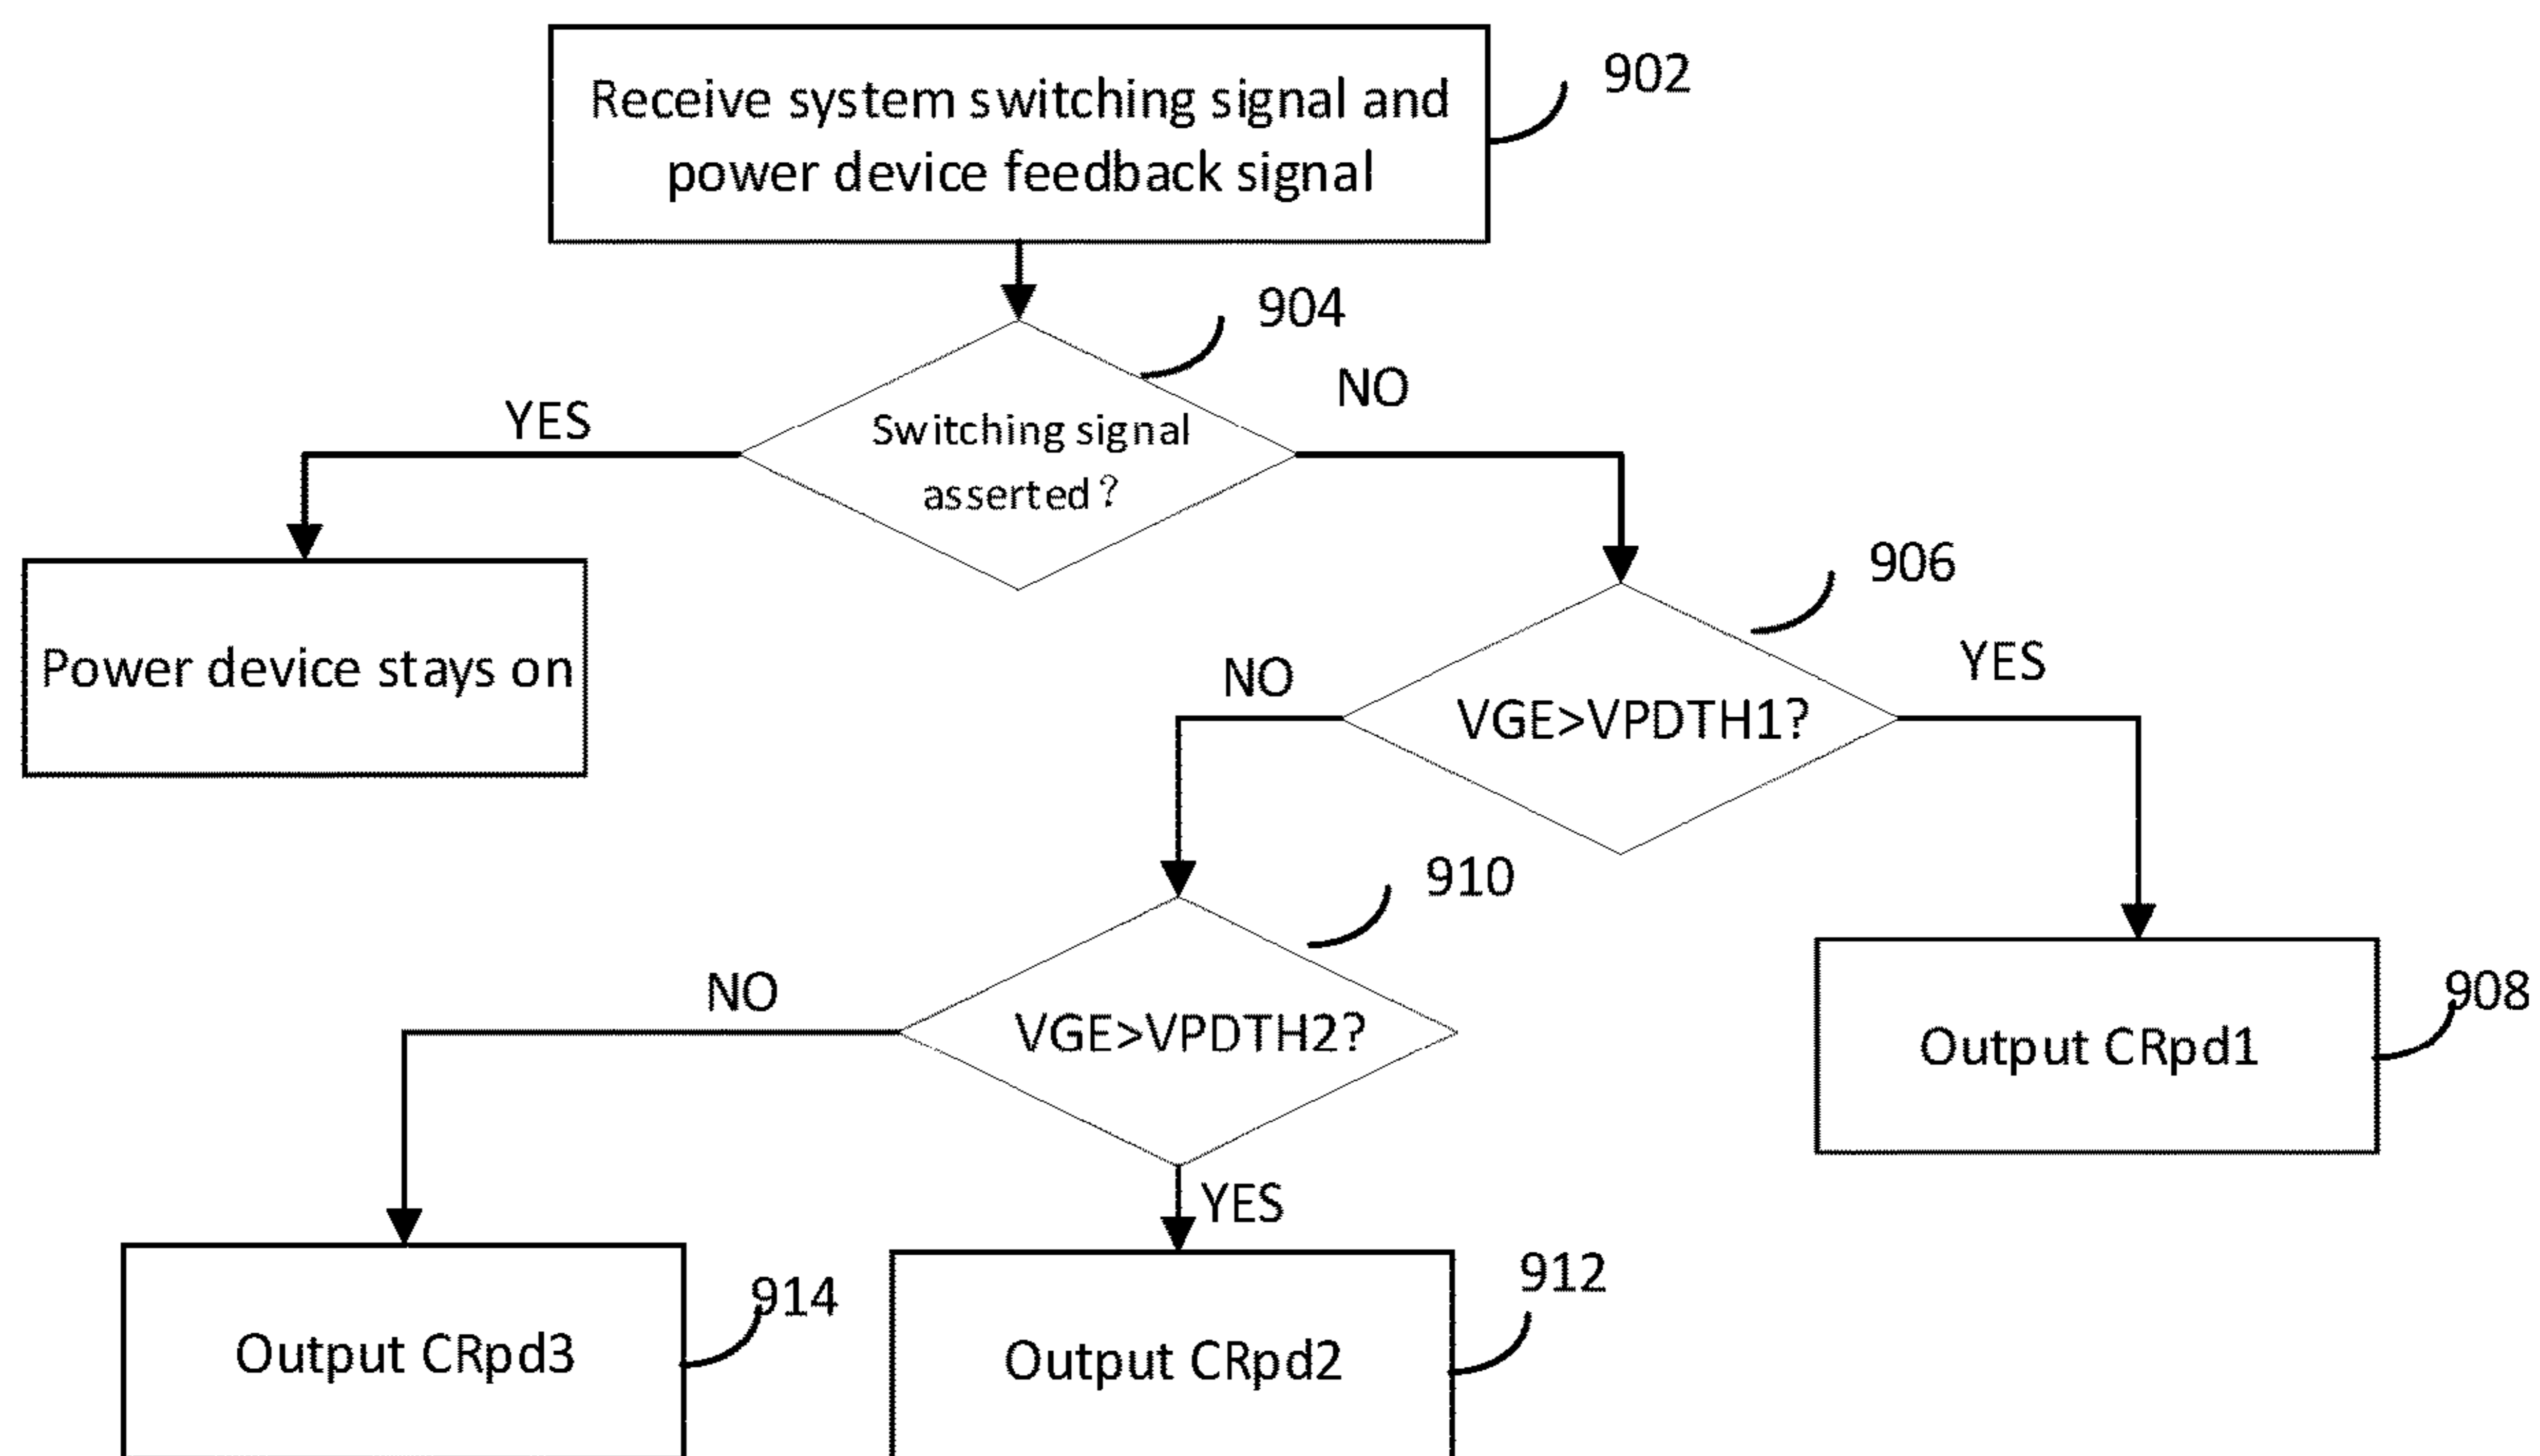 Receive system switching signal and
power device feedback signal
902
904
YES
NO
Switching signal
asserted?
906
Power device stays on
NO
YES
VGE>VPDTH1?
910
NO
908
VGE>VPDTH2?
Output CRpd1
YES
914
912
Output CRpd3
Output CRpd2